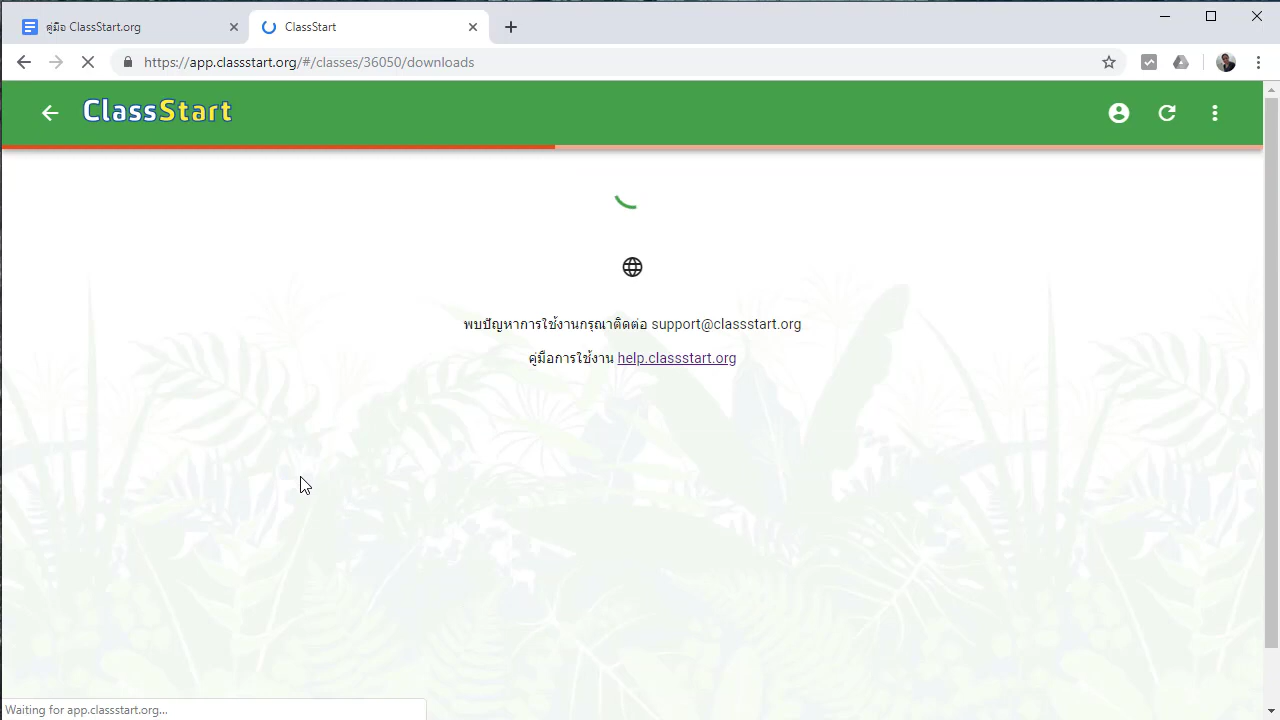 คู่มือ ClassStart.org
ClassStart
https://app.classstart.org/#/classes/36050/downloads
ClassStart
พบปัญหาการใช้งานกรุณาติดต่อ support@classstart.org
คู่มือการใช้งาน help.classstart.org
Waiting for app.classstart.org...